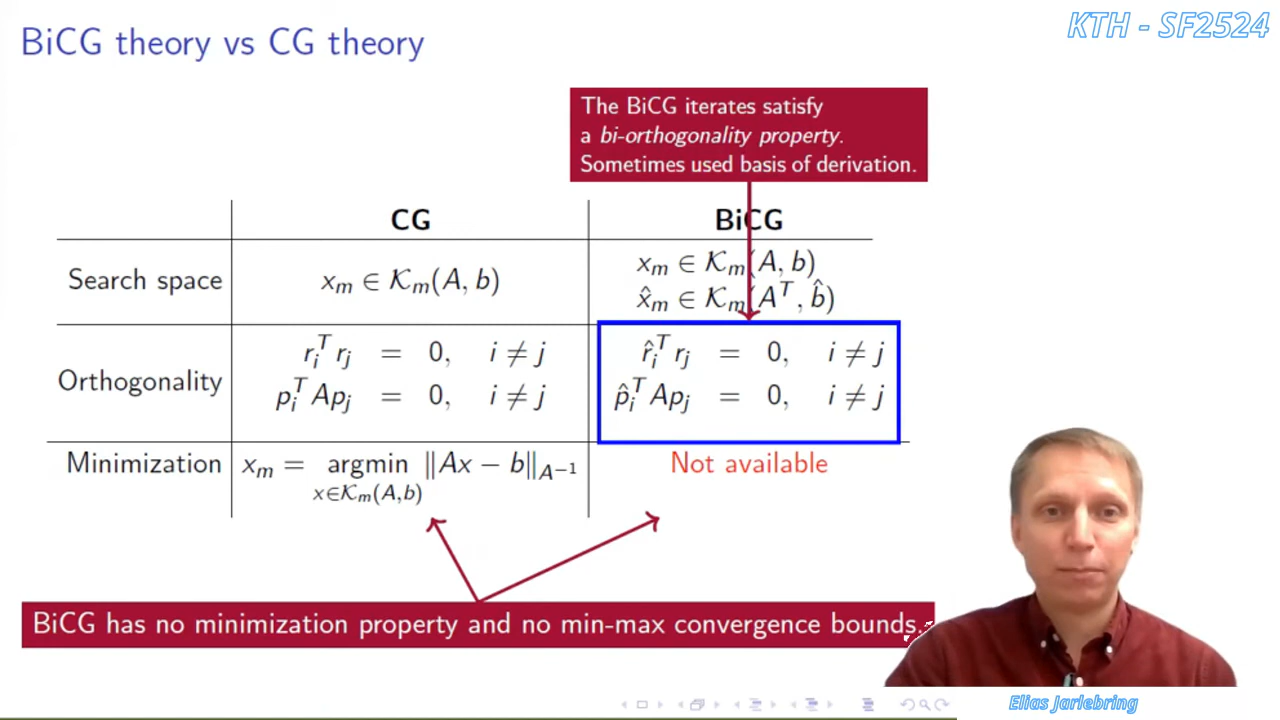 BiCG theory vs CG theory
KTH - SF2524
The BiCG iterates satisfy
a bi-orthogonality property.
Sometimes used basis of derivation.
CG BiCG
Search space x_m ∈ K_m(A, b) x_m ∈ K_m(A, b)
x̂_m ∈ K_m(A^T, b̂)
Orthogonality r_i^T r_j = 0, i ≠ j r̂_i^T r_j = 0, i ≠ j
p_i^T Ap_j = 0, i ≠ j p̂_i^T Ap_j = 0, i ≠ j
Minimization x_m = argmin ‖Ax − b‖_{A^{−1}} Not available
x∈K_m(A,b)
BiCG has no minimization property and no min-max convergence bounds.
Elias Jarlebring